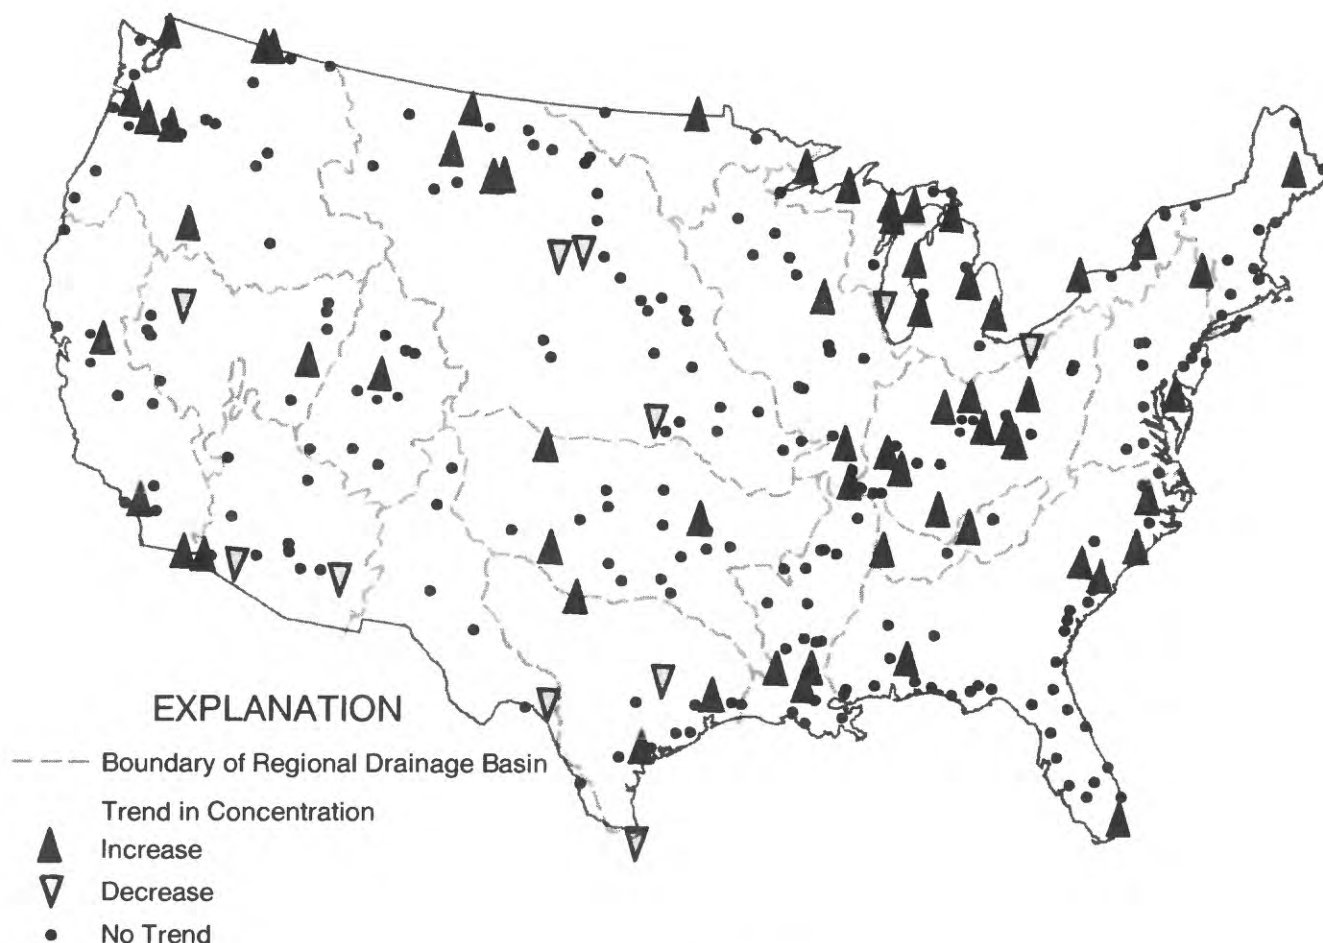 EXPLANATION
Boundary of Regional Drainage Basin
Trend in Concentration
Increase
Decrease
No Trend